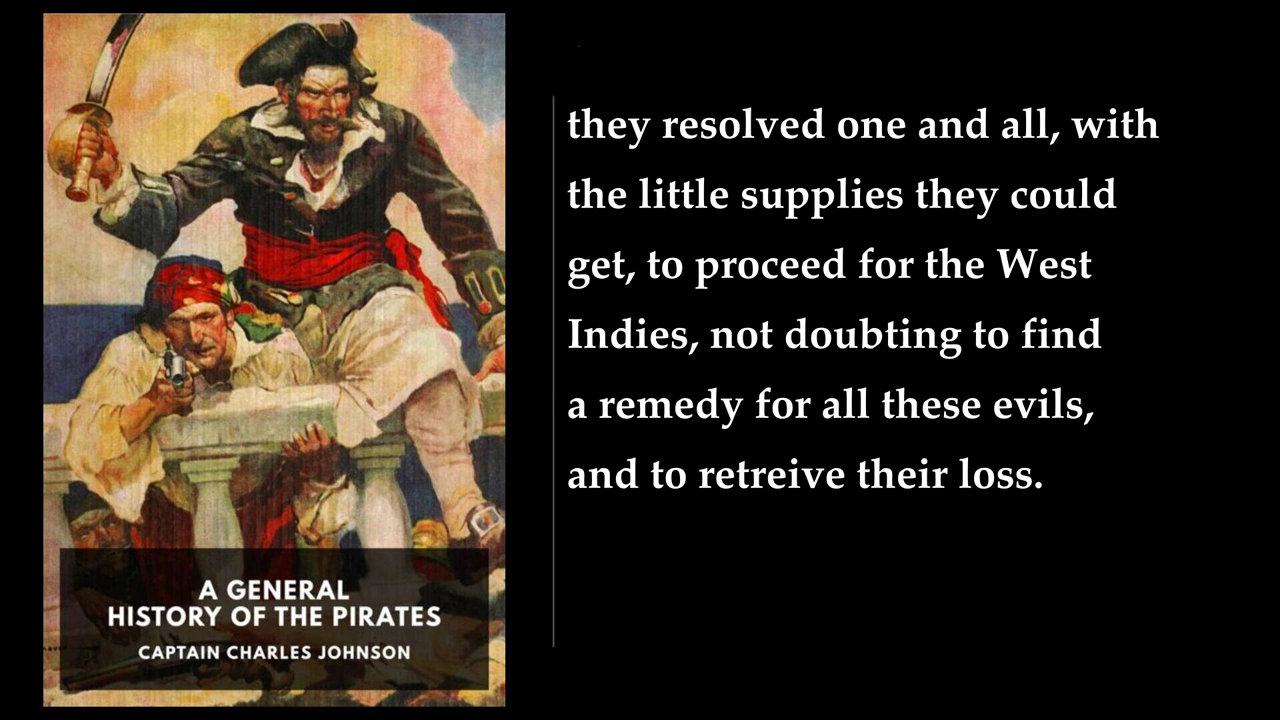 A GENERAL
HISTORY OF THE PIRATES
CAPTAIN CHARLES JOHNSON
they resolved one and all, with
the little supplies they could
get, to proceed for the West
Indies, not doubting to find
a remedy for all these evils,
and to retreive their loss.